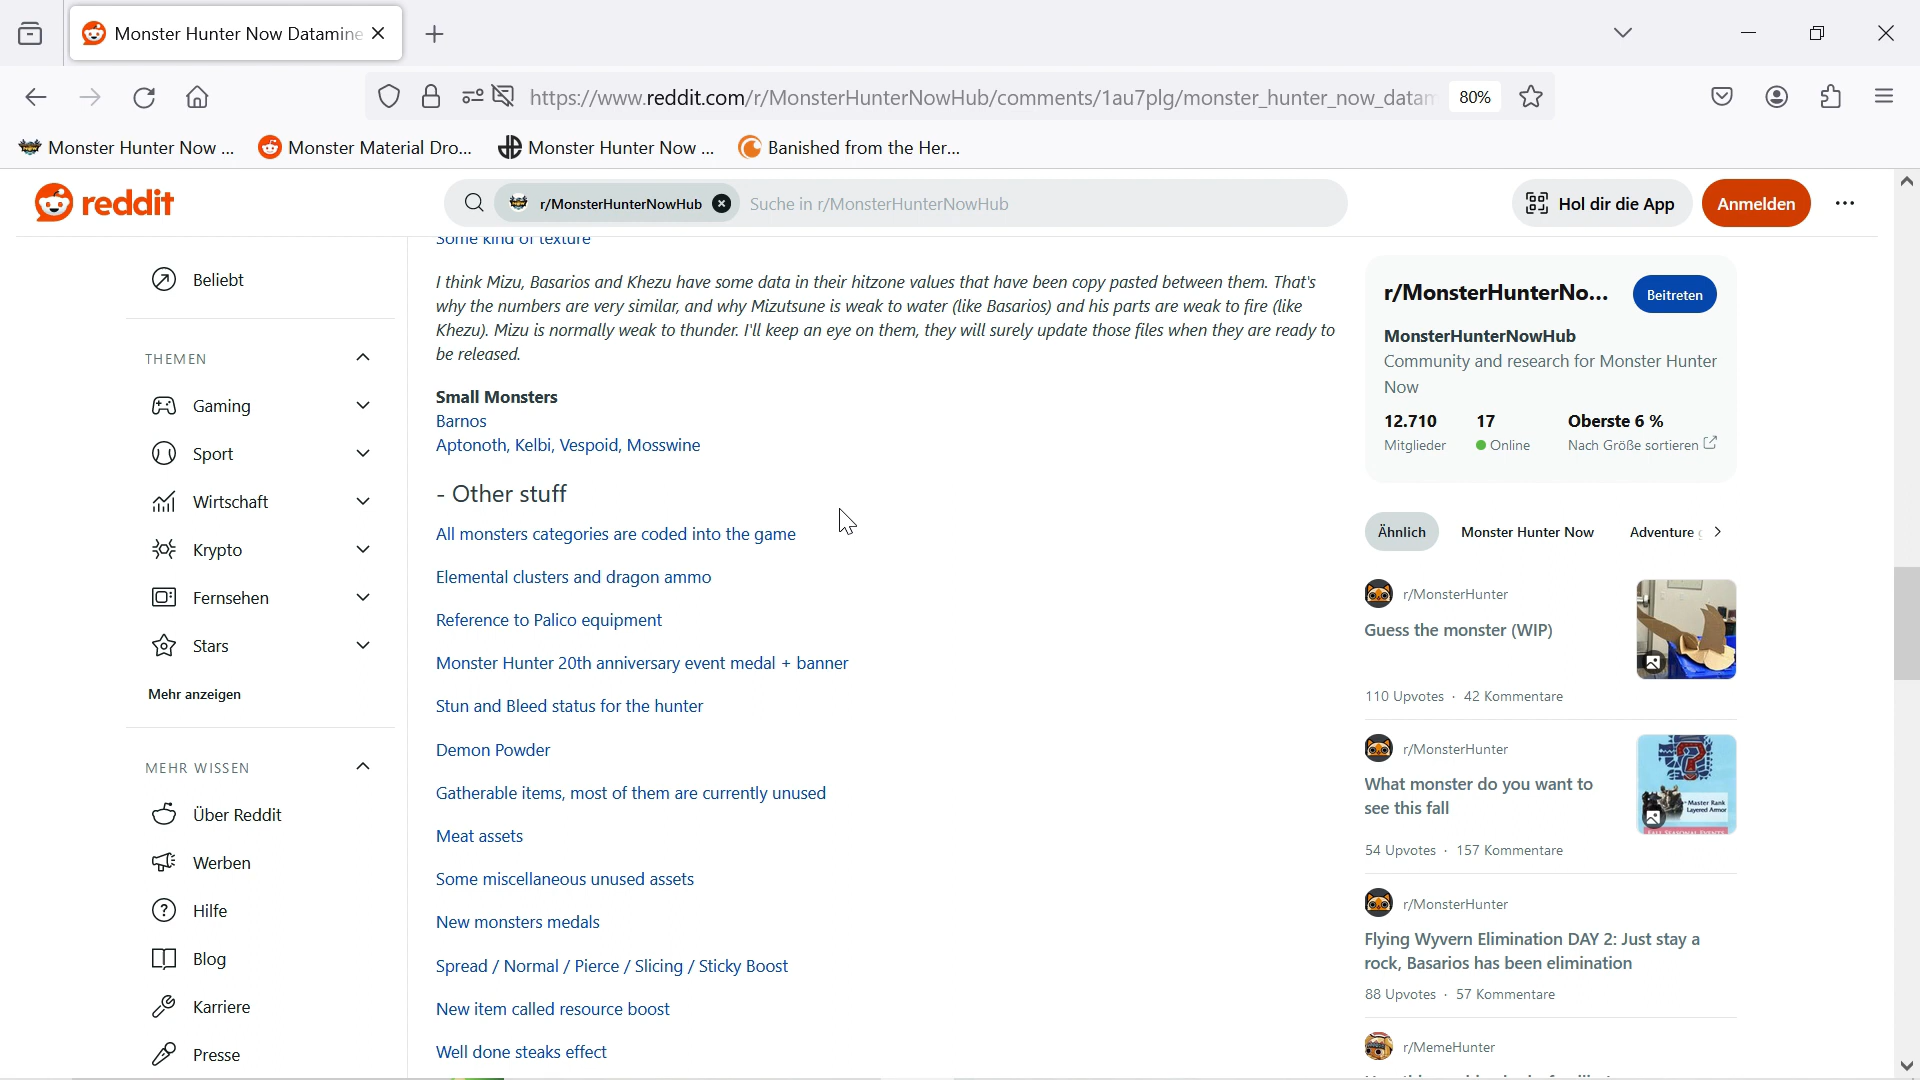 Monster Hunter Now Datamine
https://www.reddit.com/r/MonsterHunterNowHub/comments/1au7plg/monster_hunter_now_datam
80%
Monster Hunter Now ...
Monster Material Dro...
Monster Hunter Now ...
Banished from the Her...
reddit
r/MonsterHunterNowHub
Suche in r/MonsterHunterNowHub
Hol dir die App
Anmelden
Beliebt
THEMEN
Gaming
Sport
Wirtschaft
Krypto
Fernsehen
Stars
Mehr anzeigen
MEHR WISSEN
Über Reddit
Werben
Hilfe
Blog
Karriere
Presse
Some kind of texture
I think Mizu, Basarios and Khezu have some data in their hitzone values that have been copy pasted between them. That's
why the numbers are very similar, and why Mizutsune is weak to water (like Basarios) and his parts are weak to fire (like
Khezu). Mizu is normally weak to thunder. I'll keep an eye on them, they will surely update those files when they are ready to
be released.
Small Monsters
Barnos
Aptonoth, Kelbi, Vespoid, Mosswine
- Other stuff
All monsters categories are coded into the game
Elemental clusters and dragon ammo
Reference to Palico equipment
Monster Hunter 20th anniversary event medal + banner
Stun and Bleed status for the hunter
Demon Powder
Gatherable items, most of them are currently unused
Meat assets
Some miscellaneous unused assets
New monsters medals
Spread / Normal / Pierce / Slicing / Sticky Boost
New item called resource boost
Well done steaks effect
r/MonsterHunterNo...
Beitreten
MonsterHunterNowHub
Community and research for Monster Hunter
Now
12.710 17 Oberste 6 %
Mitglieder Online Nach Größe sortieren
Ähnlich Monster Hunter Now Adventure
r/MonsterHunter
Guess the monster (WIP)
110 Upvotes · 42 Kommentare
r/MonsterHunter
What monster do you want to
see this fall
Master Rank
Layered Armor
54 Upvotes · 157 Kommentare
r/MonsterHunter
Flying Wyvern Elimination DAY 2: Just stay a
rock, Basarios has been elimination
88 Upvotes · 57 Kommentare
r/MemeHunter